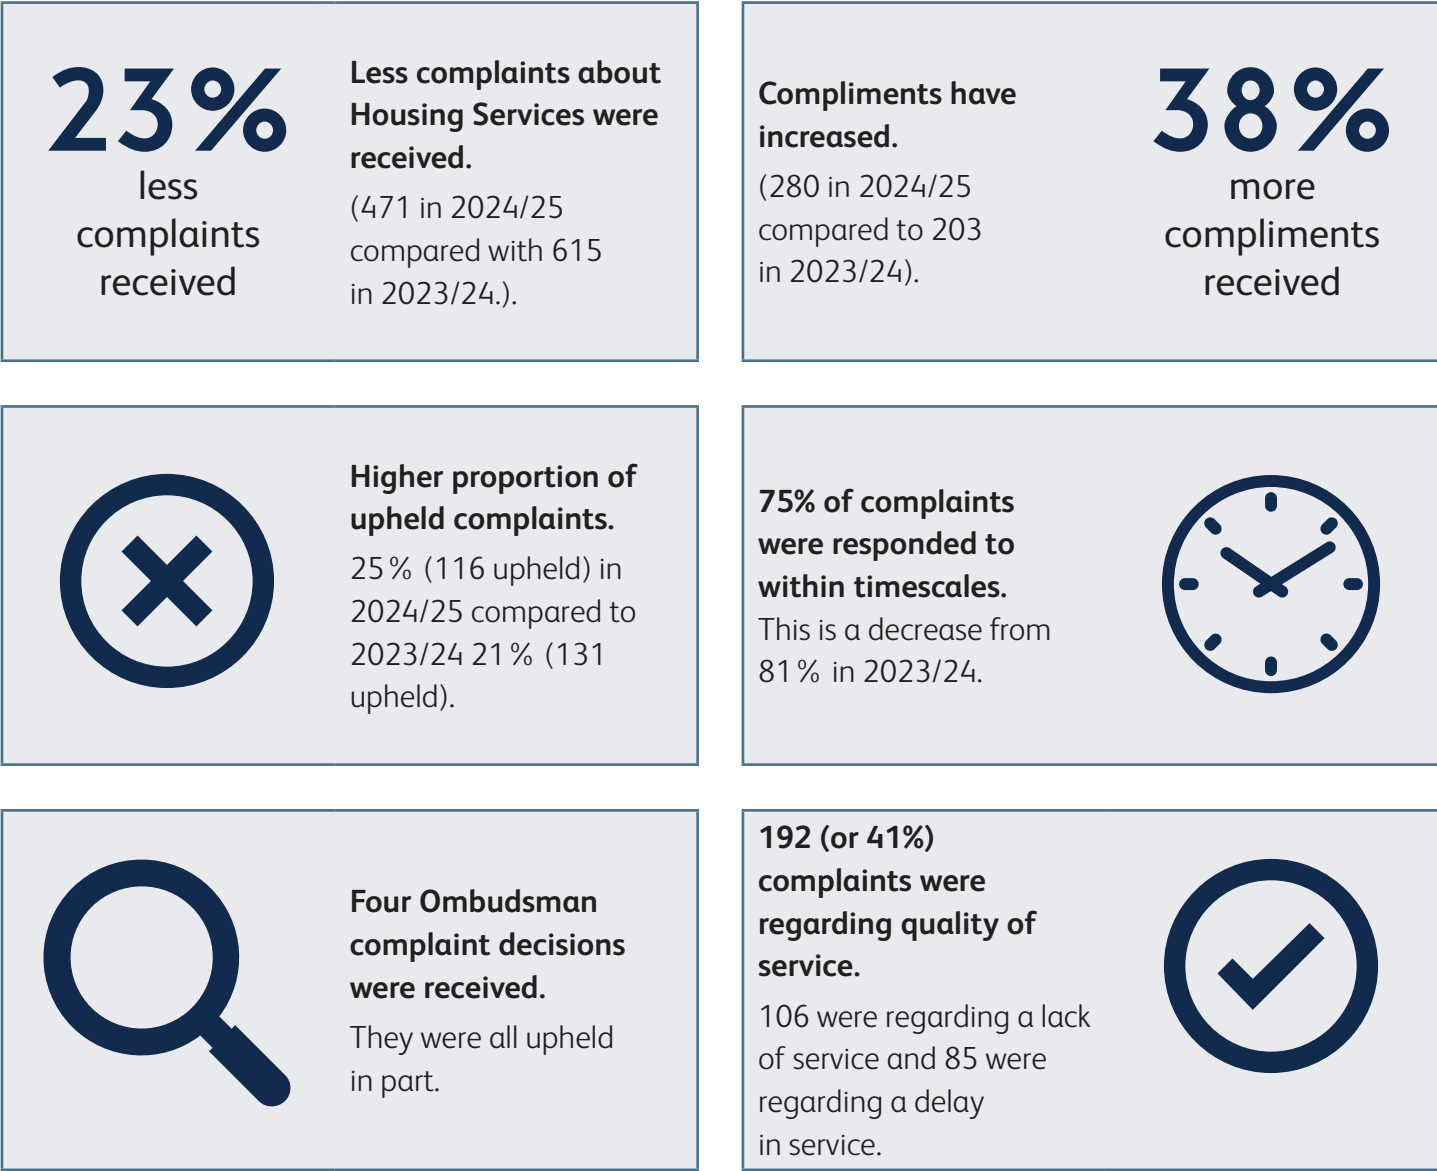 23%
less
complaints
received
Less complaints about
Housing Services were
received.
(471 in 2024/25
compared with 615
in 2023/24.).
Compliments have
increased.
(280 in 2024/25
compared to 203
in 2023/24).
38%
more
compliments
received
Higher proportion of
upheld complaints.
25% (116 upheld) in
2024/25 compared to
2023/24 21% (131
upheld).
75% of complaints
were responded to
within timescales.
This is a decrease from
81% in 2023/24.
Four Ombudsman
complaint decisions
were received.
They were all upheld
in part.
192 (or 41%)
complaints were
regarding quality of
service.
106 were regarding a lack
of service and 85 were
regarding a delay
in service.